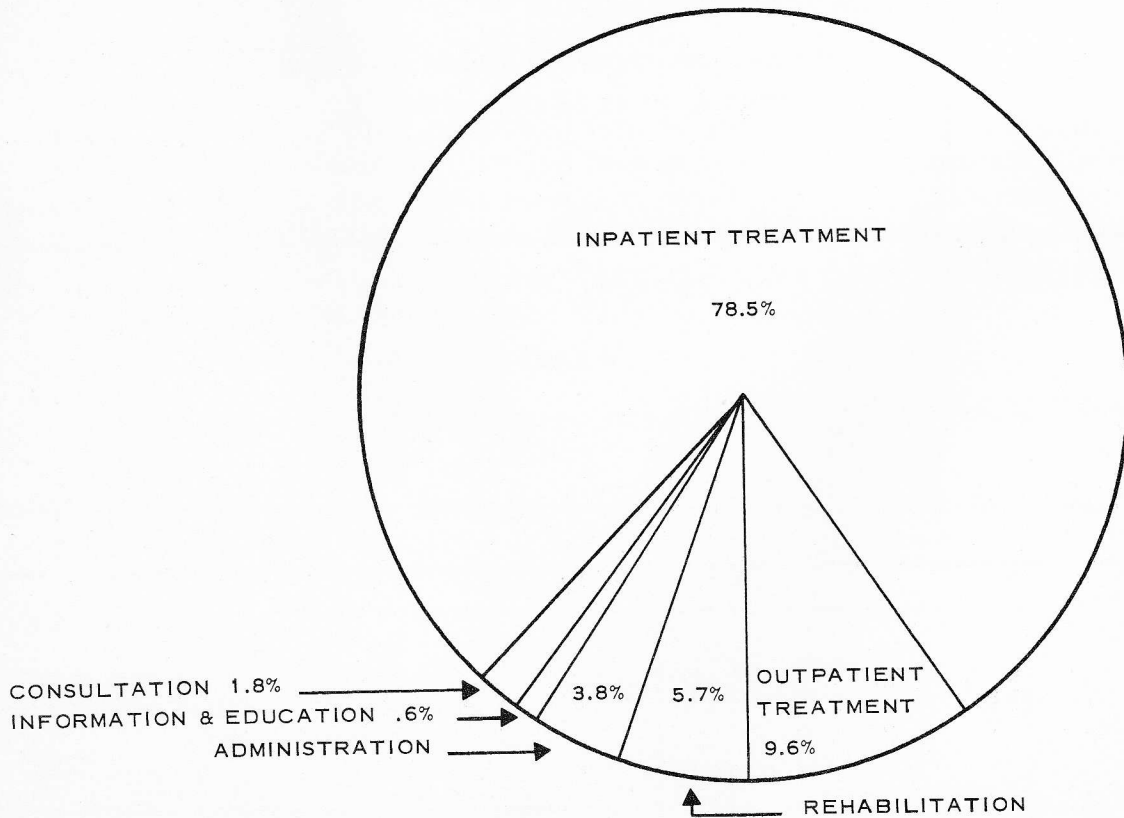 INPATIENT TREATMENT
78.5%
OUTPATIENT
TREATMENT
9.6%
5.7%
3.8%
CONSULTATION 1.8%
INFORMATION & EDUCATION .6%
ADMINISTRATION
REHABILITATION